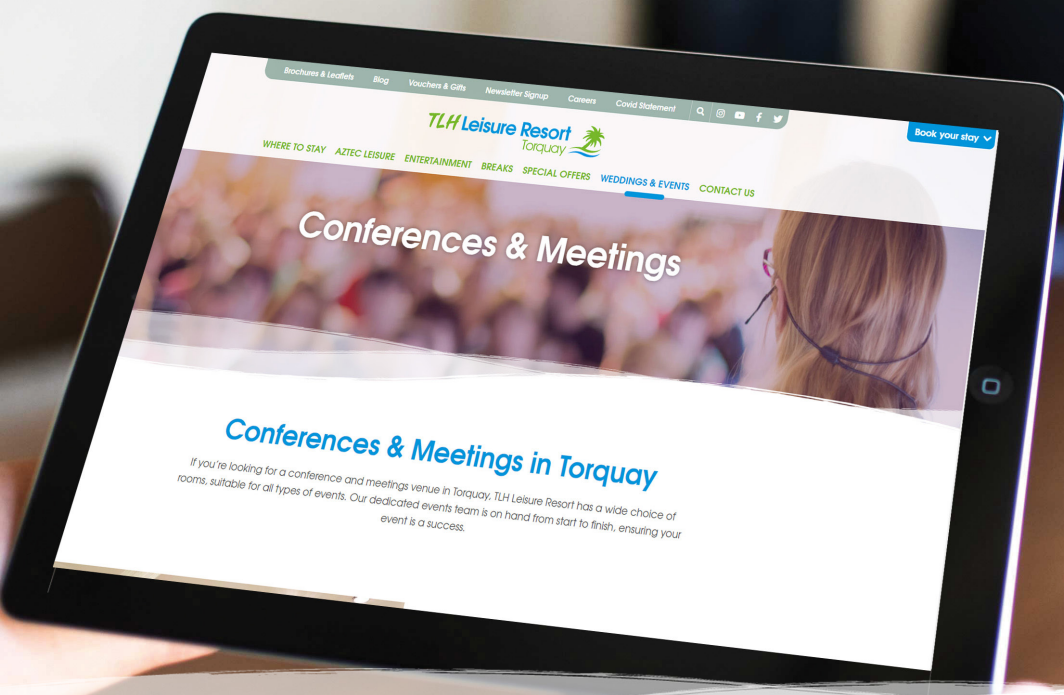 Brochures & Leaflets Blog Vouchers & Gifts Newsletter Signup Careers Covid Statement
Book your stay
TLH Leisure Resort
Torquay
WHERE TO STAY AZTEC LEISURE ENTERTAINMENT BREAKS SPECIAL OFFERS WEDDINGS & EVENTS CONTACT US
Conferences & Meetings
Conferences & Meetings in Torquay
If you're looking for a conference and meetings venue in Torquay, TLH Leisure Resort has a wide choice of
rooms, suitable for all types of events. Our dedicated events team is on hand from start to finish, ensuring your
event is a success.